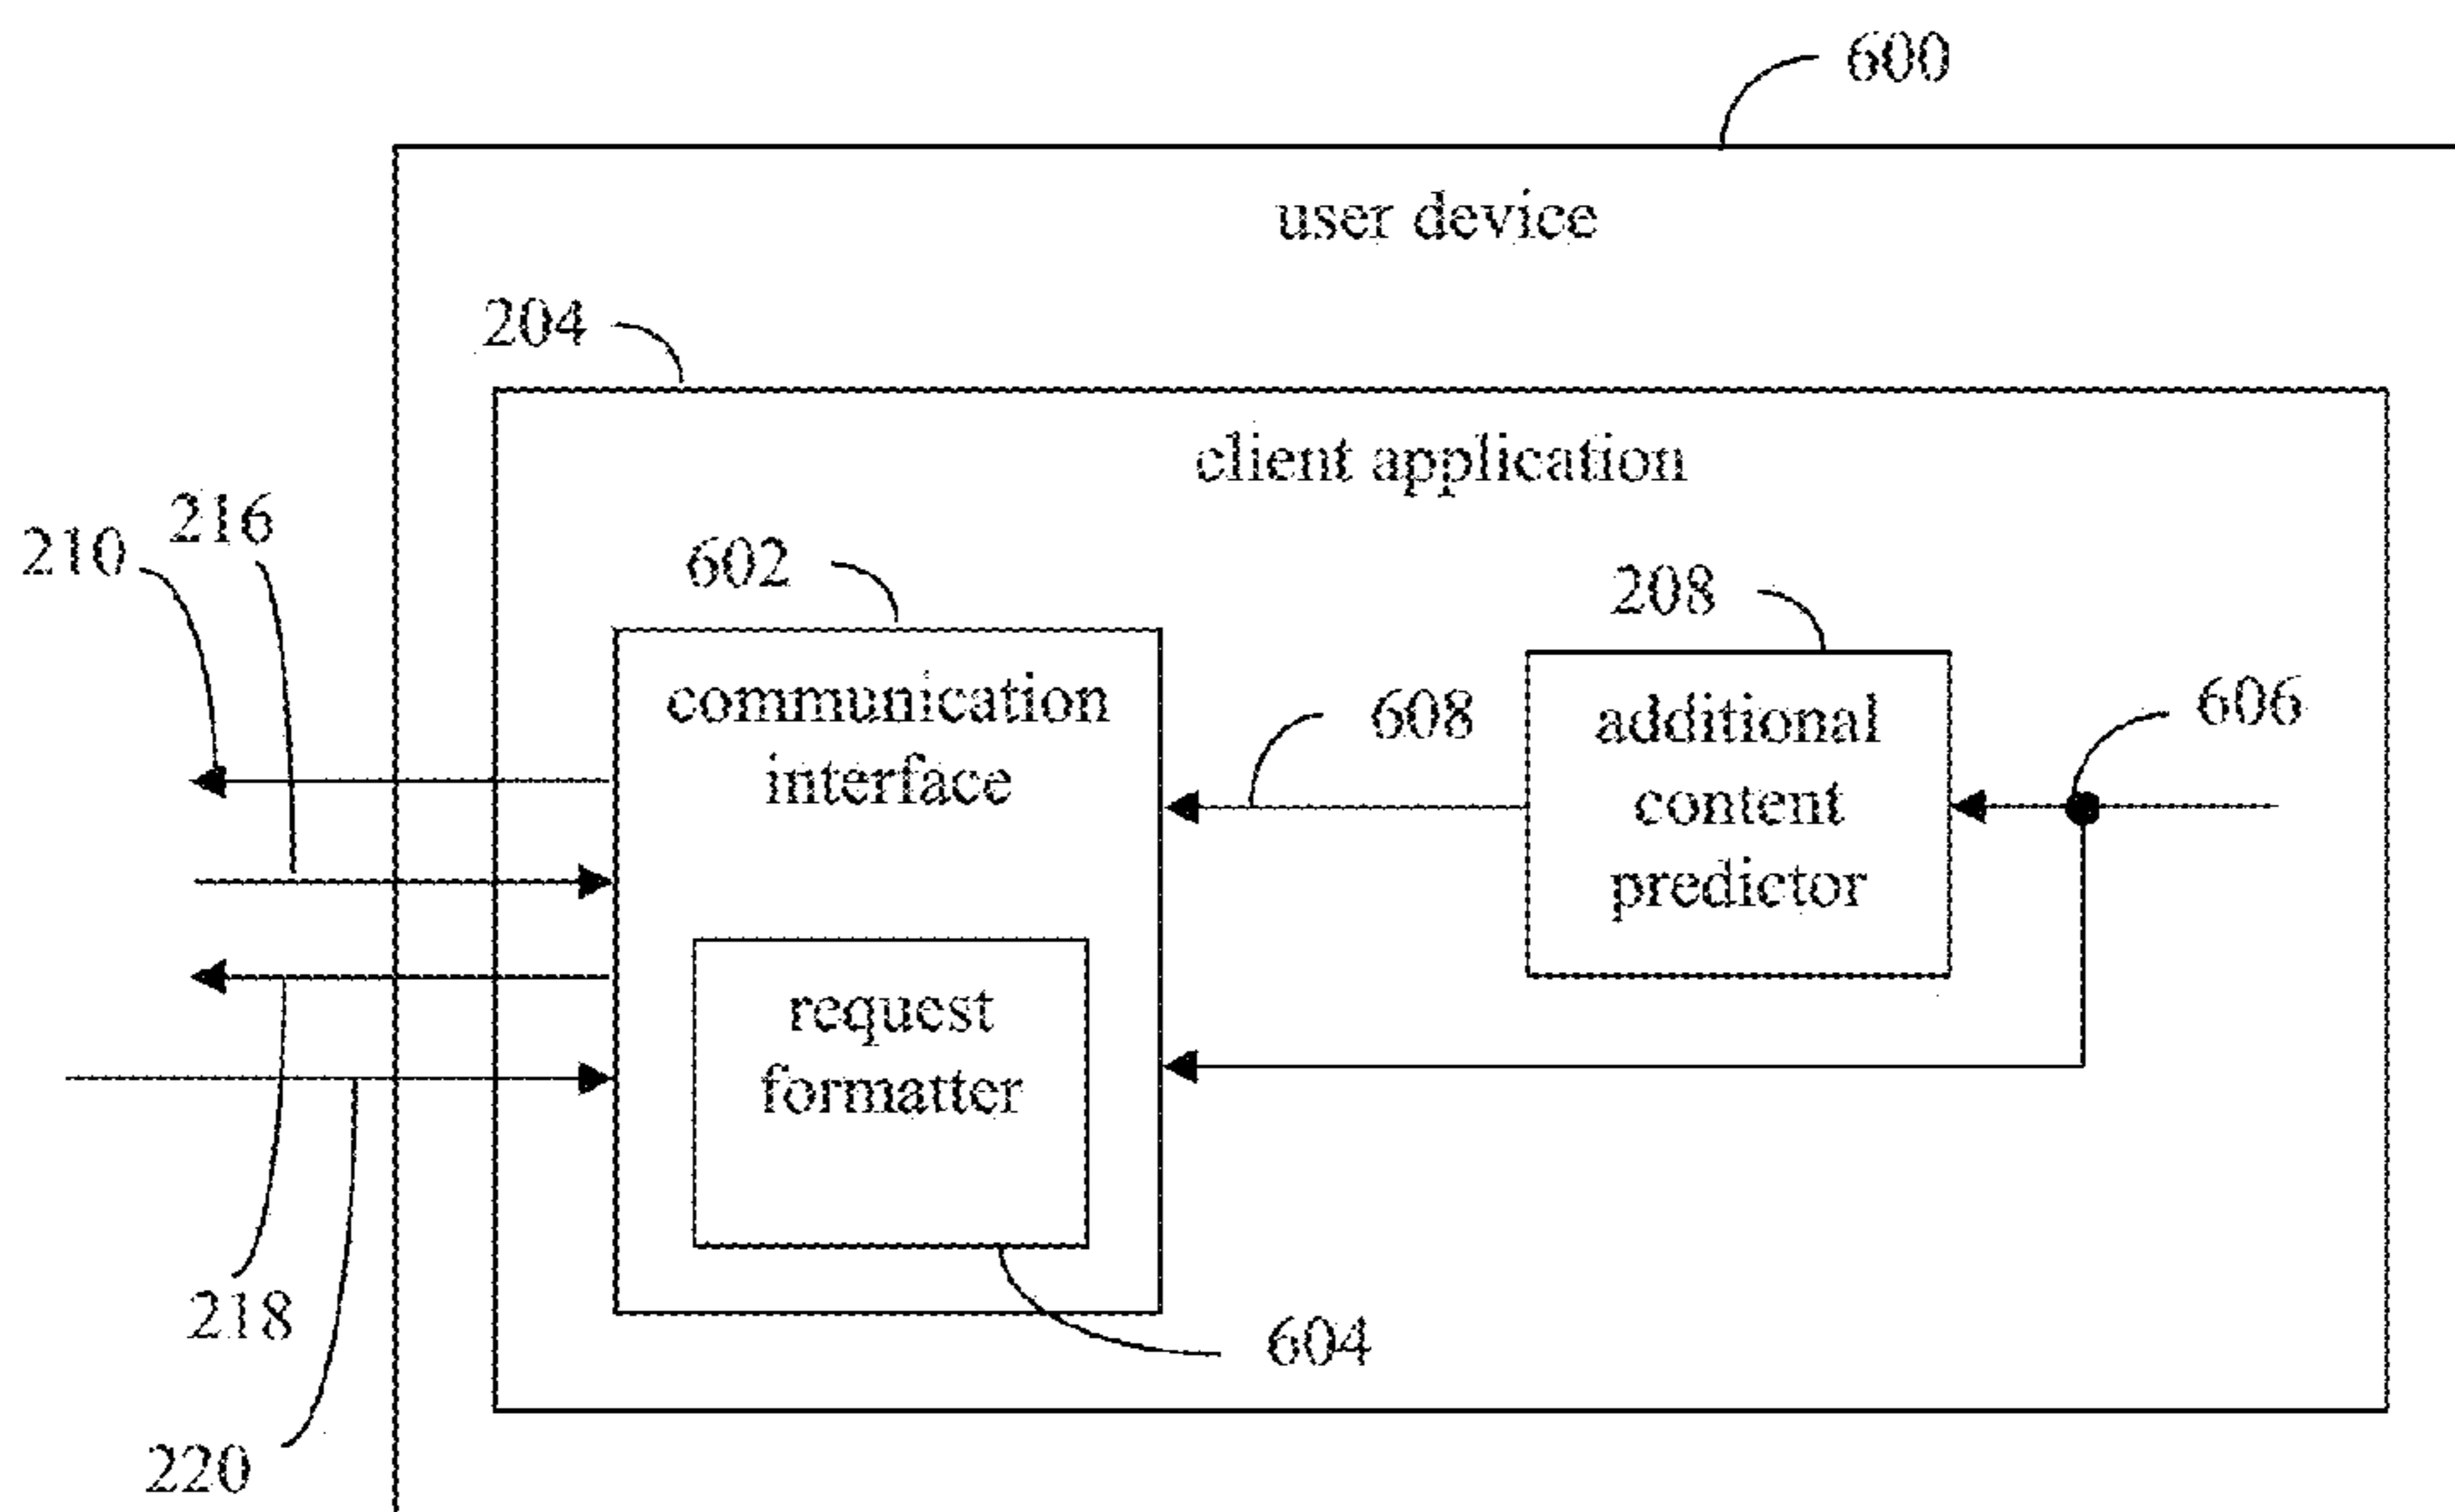 600
user device
204
client application
216
210
602
208
communication
interface
608
additional
content
predictor
606
request
formatter
218
604
220